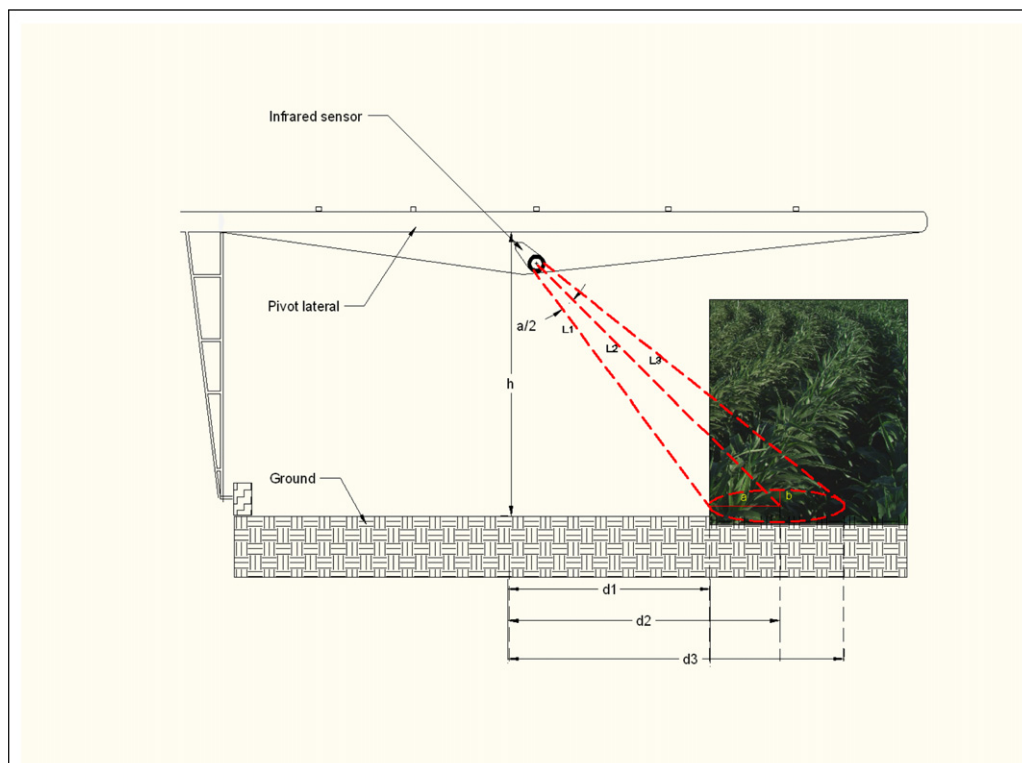 Infrared sensor
Pivot lateral
a/2
L1
L2
L3
h
Ground
a
b
d1
d2
d3